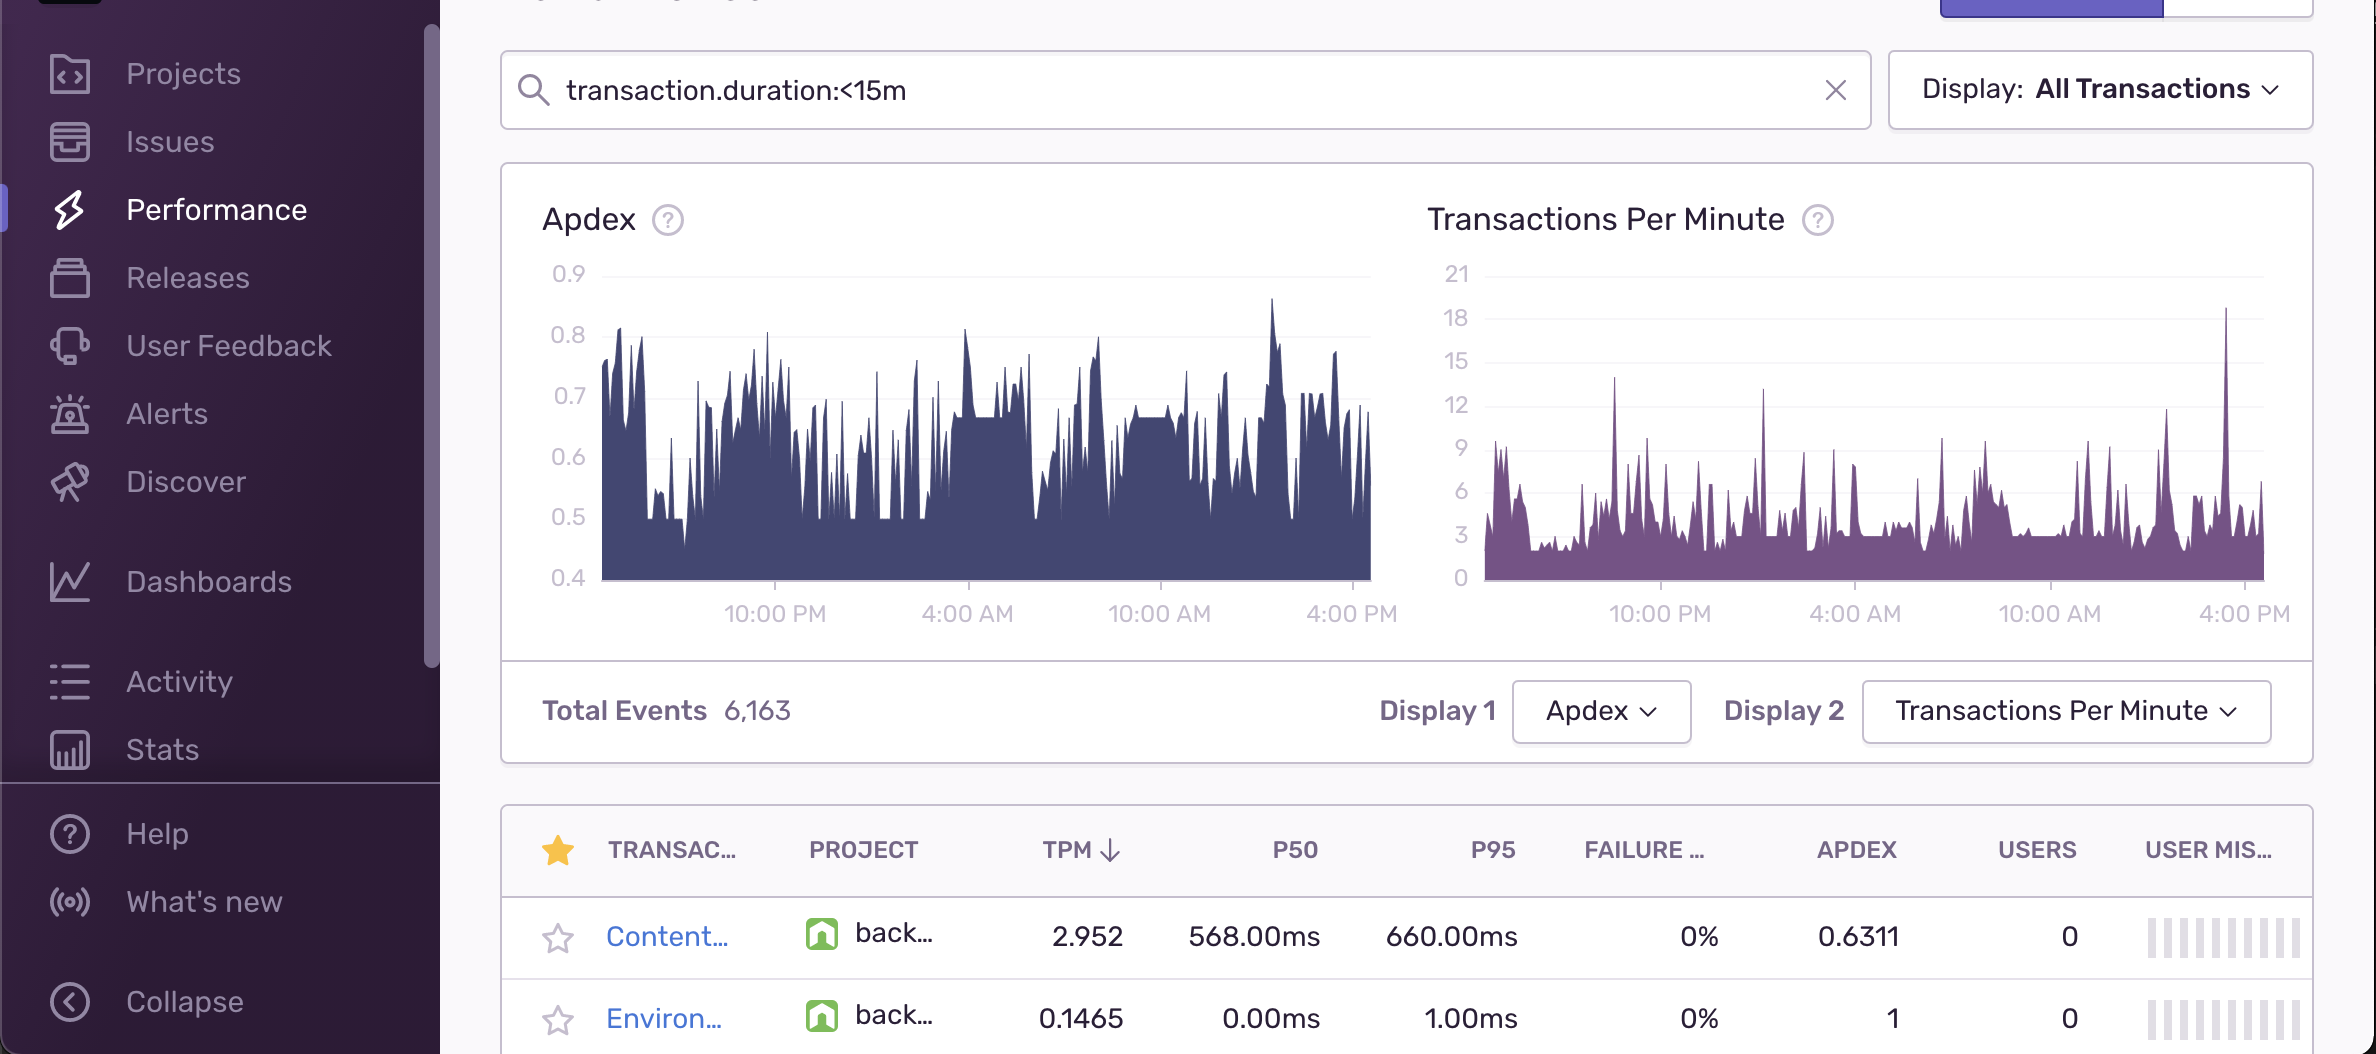 Projects
Issues
Performance
Releases
User Feedback
Alerts
Discover
Dashboards
Activity
Stats
Help
What's new
Collapse
transaction.duration:<15m
Display: All Transactions
Apdex ?
0.9
0.8
0.7
0.6
0.5
0.4
10:00 PM 4:00 AM 10:00 AM 4:00 PM
Transactions Per Minute ?
21
18
15
12
9
6
3
0
10:00 PM 4:00 AM 10:00 AM 4:00 PM
Total Events 6,163
Display 1 Apdex Display 2 Transactions Per Minute
TRANSAC... PROJECT TPM P50 P95 FAILURE ... APDEX USERS USER MIS...
Content... back... 2.952 568.00ms 660.00ms 0% 0.6311 0
Environ... back... 0.1465 0.00ms 1.00ms 0% 1 0